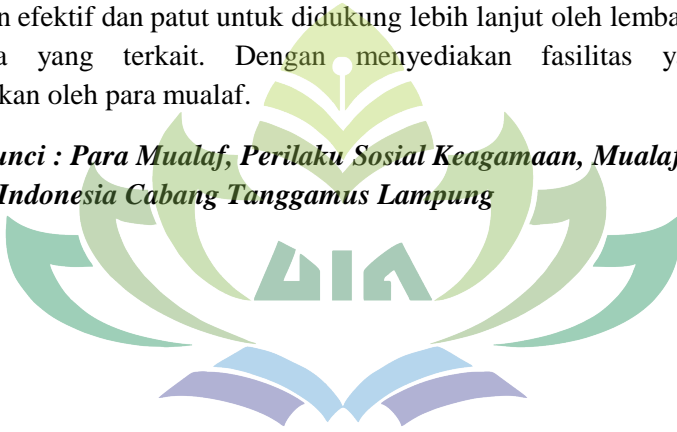 n efektif dan patut untuk didukung lebih lanjut oleh lemba
a yang terkait. Dengan menyediakan fasilitas y
kan oleh para mualaf.
unci : Para Mualaf, Perilaku Sosial Keagamaan, Mualaf
Indonesia Cabang Tanggamus Lampung
UIN